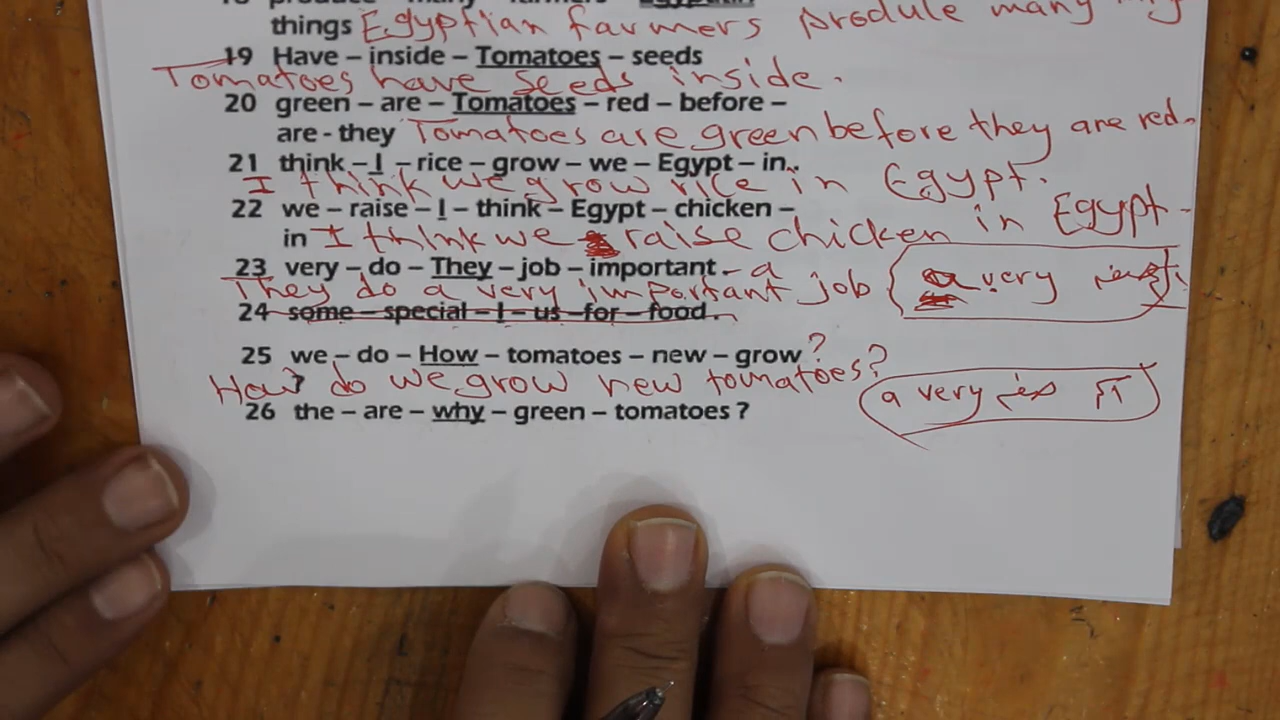 things Egyptian farmers produce many
19 Have – inside – Tomatoes – seeds
Tomatoes have seeds inside.
20 green – are – Tomatoes – red – before –
are - they Tomatoes are green before they are red.
21 think – I – rice – grow – we – Egypt – in..
I think we grow rice in Egypt.
22 we – raise – I – think – Egypt – chicken –
in I think we raise chicken in Egypt.
23 very – do – They – job – important – a
They do a very important job
a very
24 some – special – I – us – for – food .
25 we – do – How – tomatoes – new – grow ?
How do we grow new tomatoes?
a very
26 the – are – why – green – tomatoes ?